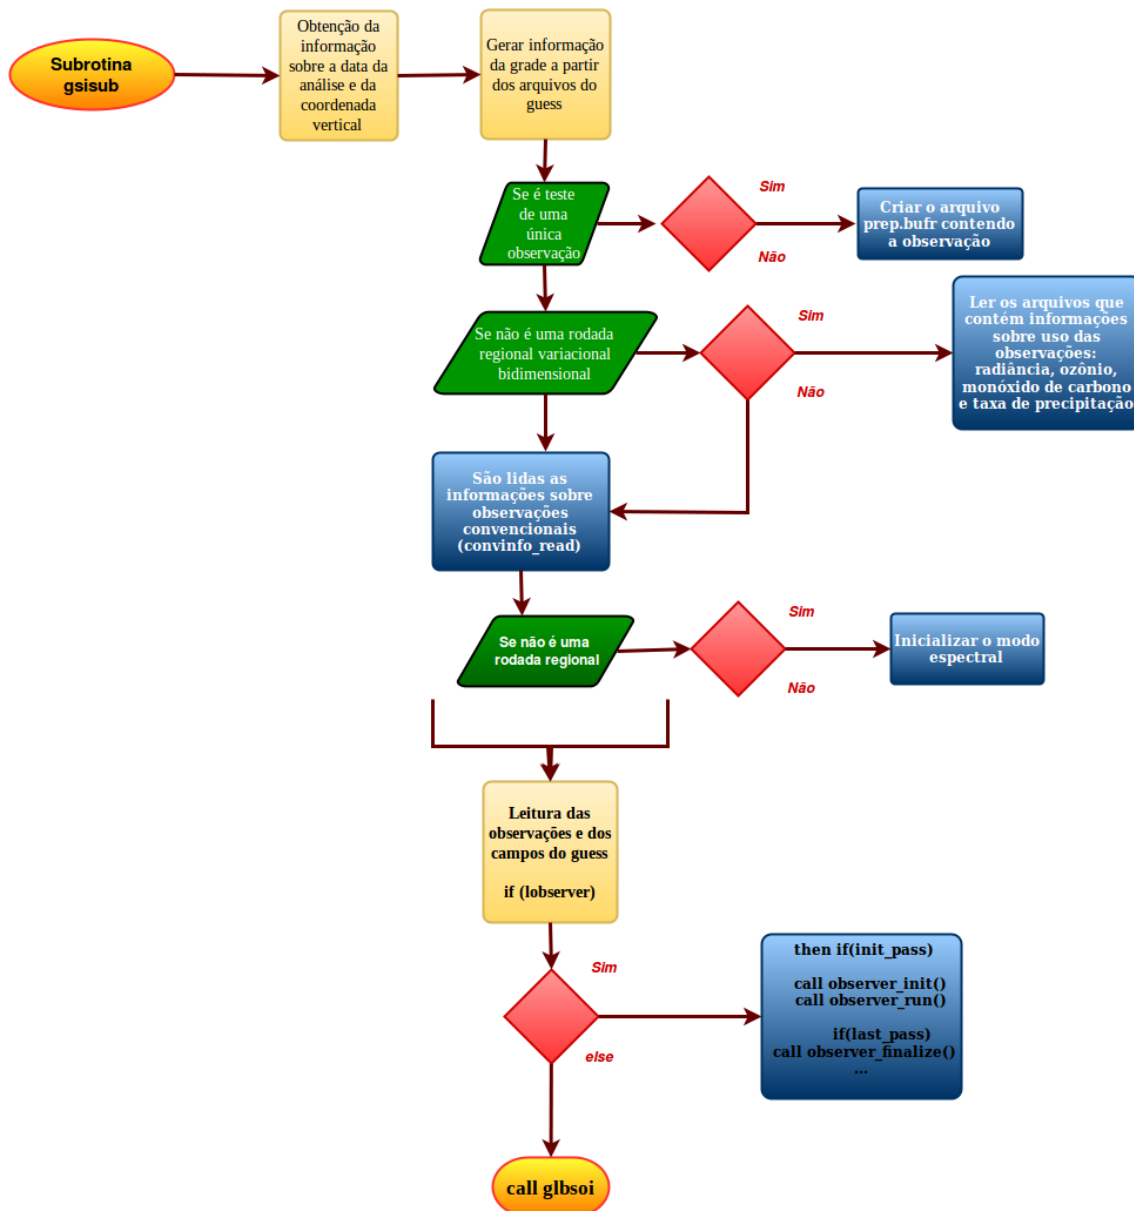 Subrotina
gsisub
Obtenção da
informação
sobre a data da
análise e da
coordenada
vertical
Gerar informação
da grade a partir
dos arquivos do
guess
Se é teste
de uma
única
observação
Sim
Não
Criar o arquivo
prep.bufr contendo
a observação
Se não é uma rodada
regional variacional
bidimensional
Sim
Não
Ler os arquivos que
contém informações
sobre uso das
observações:
radiância, ozônio,
monóxido de carbono
e taxa de precipitação
São lidas as
informações sobre
observações
convencionais
(convinfo_read)
Se não é uma
rodada regional
Sim
Não
Inicializar o modo
espectral
Leitura das
observações e dos
campos do guess
if (lobserver)
Sim
else
then if(init_pass)
call observer_init()
call observer_run()
if(last_pass)
call observer_finalize()
...
call glbsoi